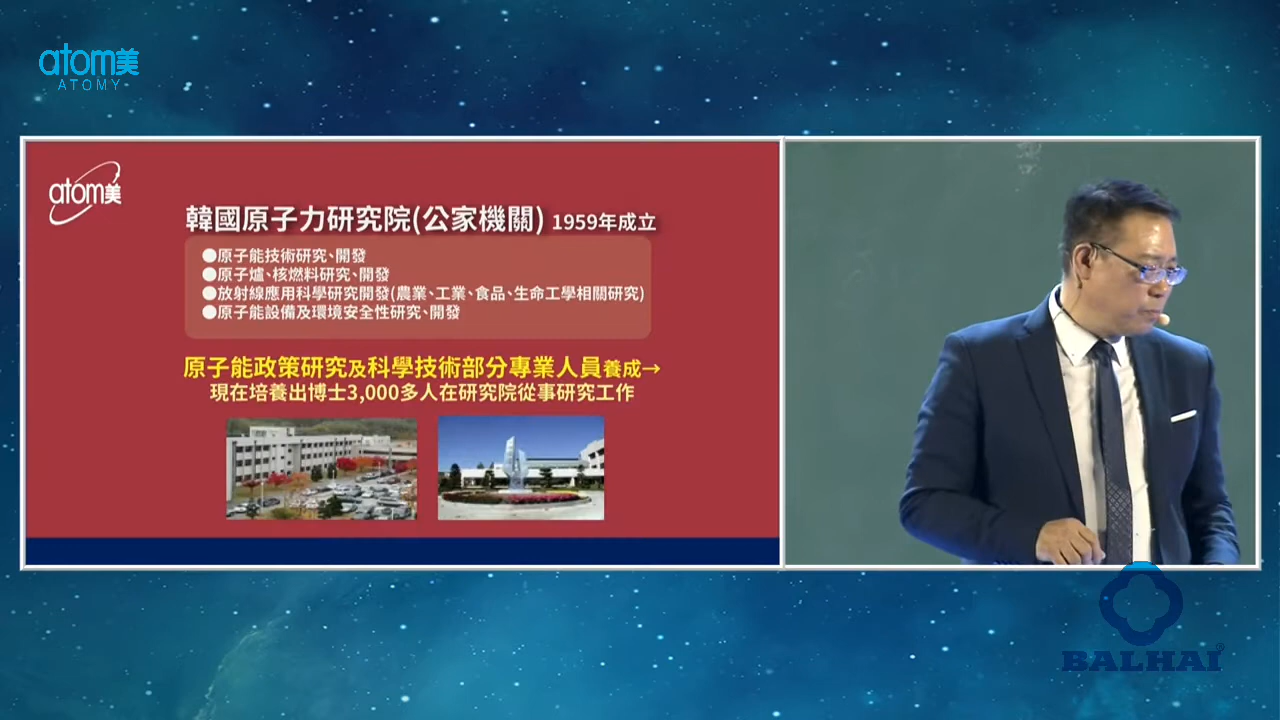 atom美
ATOMY
atom美
韓國原子力研究院(公家機關) 1959年成立
●原子能技術研究、開發
●原子爐、核燃料研究、開發
●放射線應用科學研究開發(農業、工業、食品、生命工學相關研究)
●原子能設備及環境安全性研究、開發
原子能政策研究及科學技術部分專業人員養成→
現在培養出博士3,000多人在研究院從事研究工作
BALHAI®